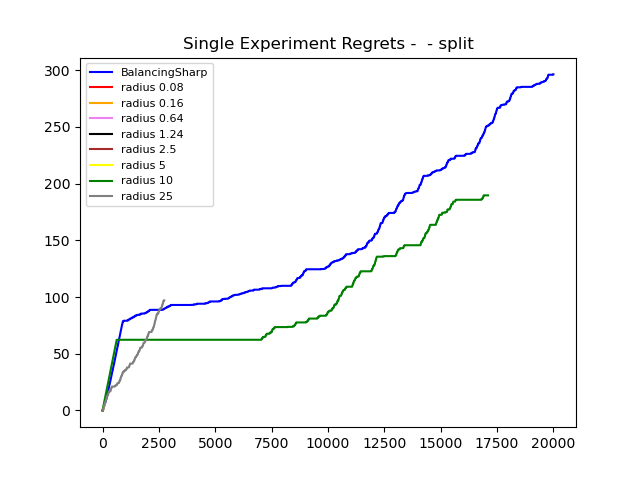 Single Experiment Regrets -  - split
300
250
200
150
100
50
0
BalancingSharp
radius 0.08
radius 0.16
radius 0.64
radius 1.24
radius 2.5
radius 5
radius 10
radius 25
0 2500 5000 7500 10000 12500 15000 17500 20000